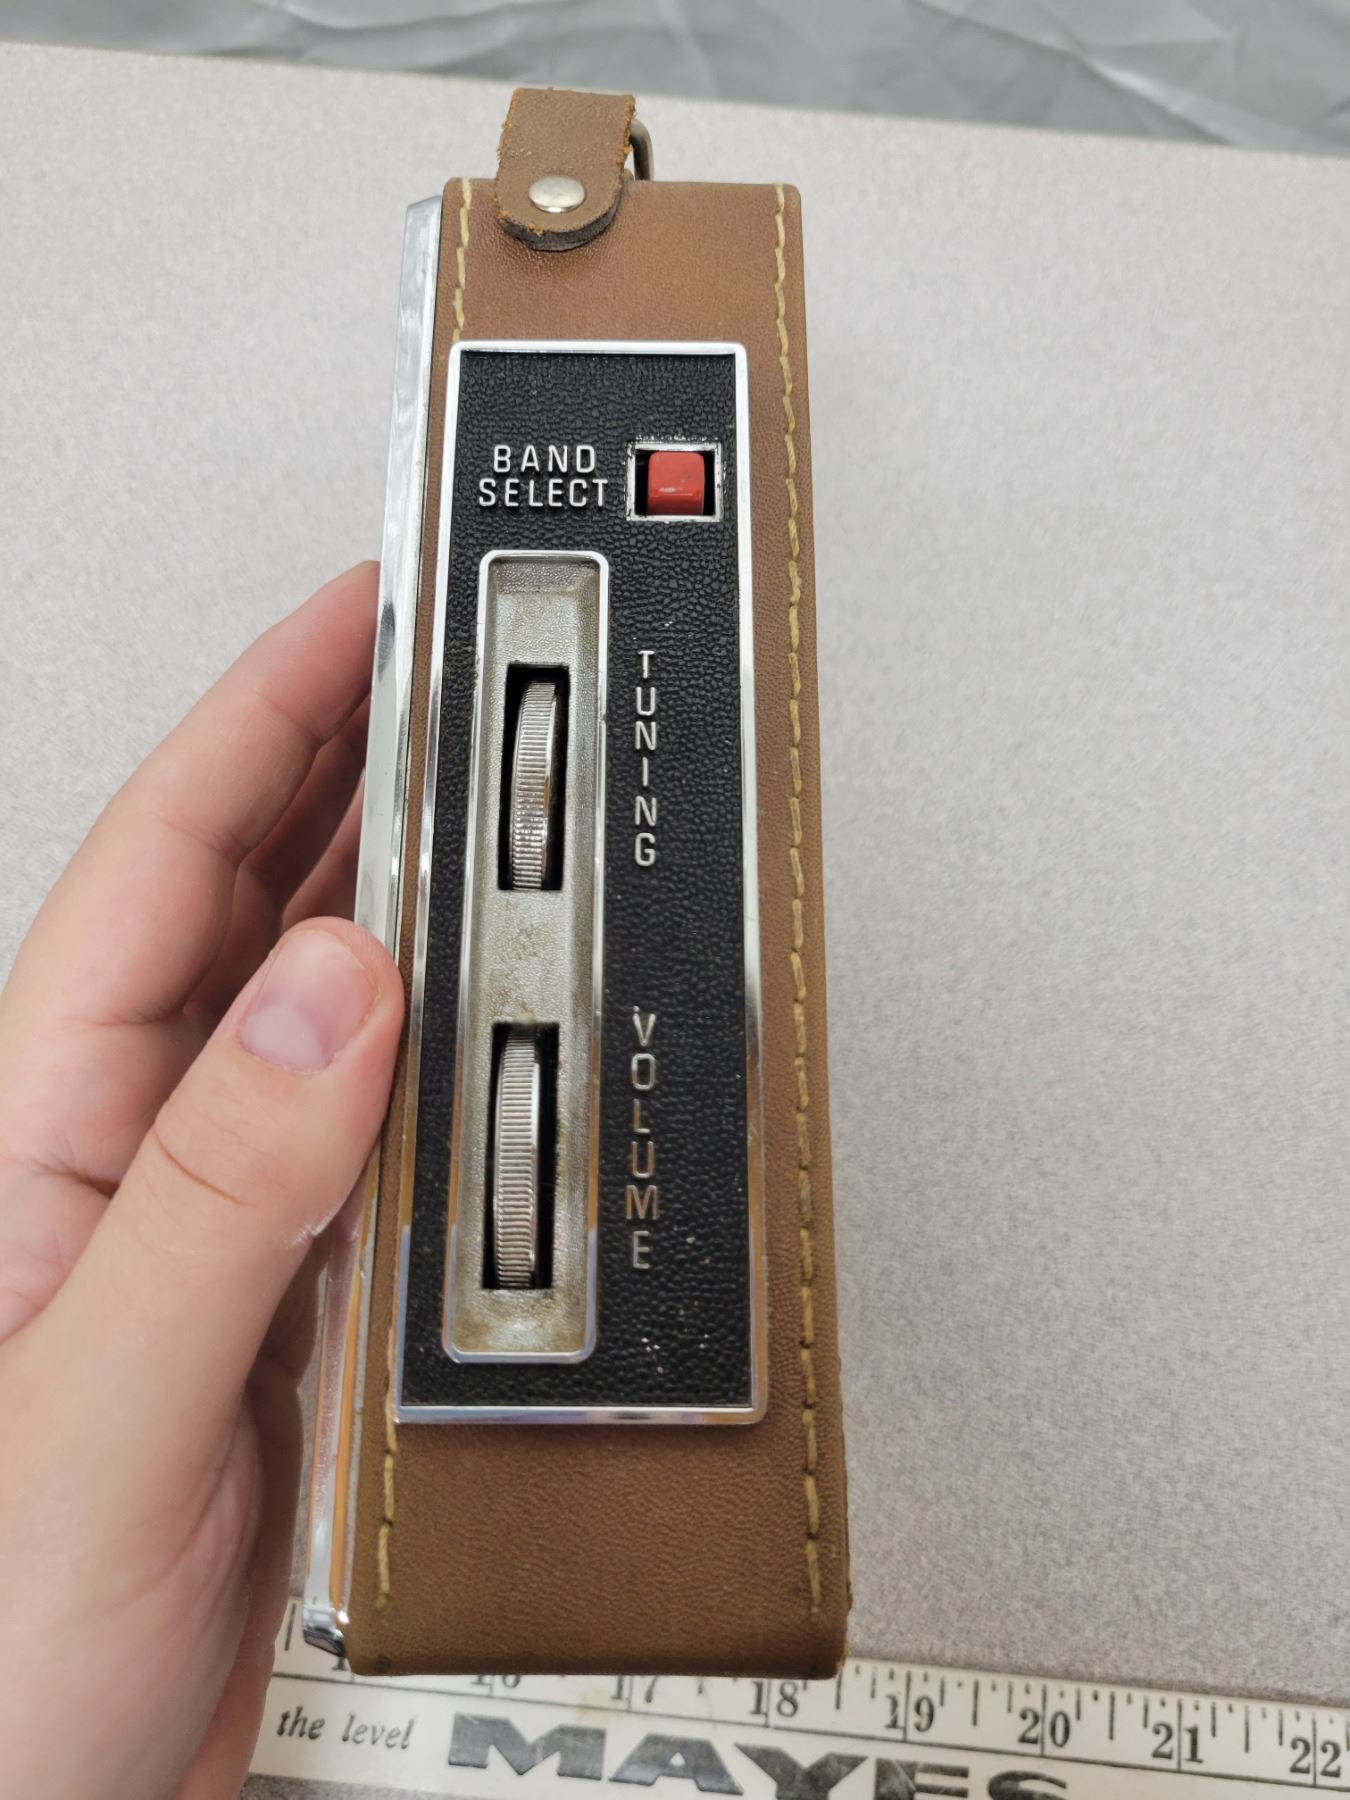 BAND
SELECT
TUNING
VOLUME
16 17 18 19 20 21 22
the level MAYES